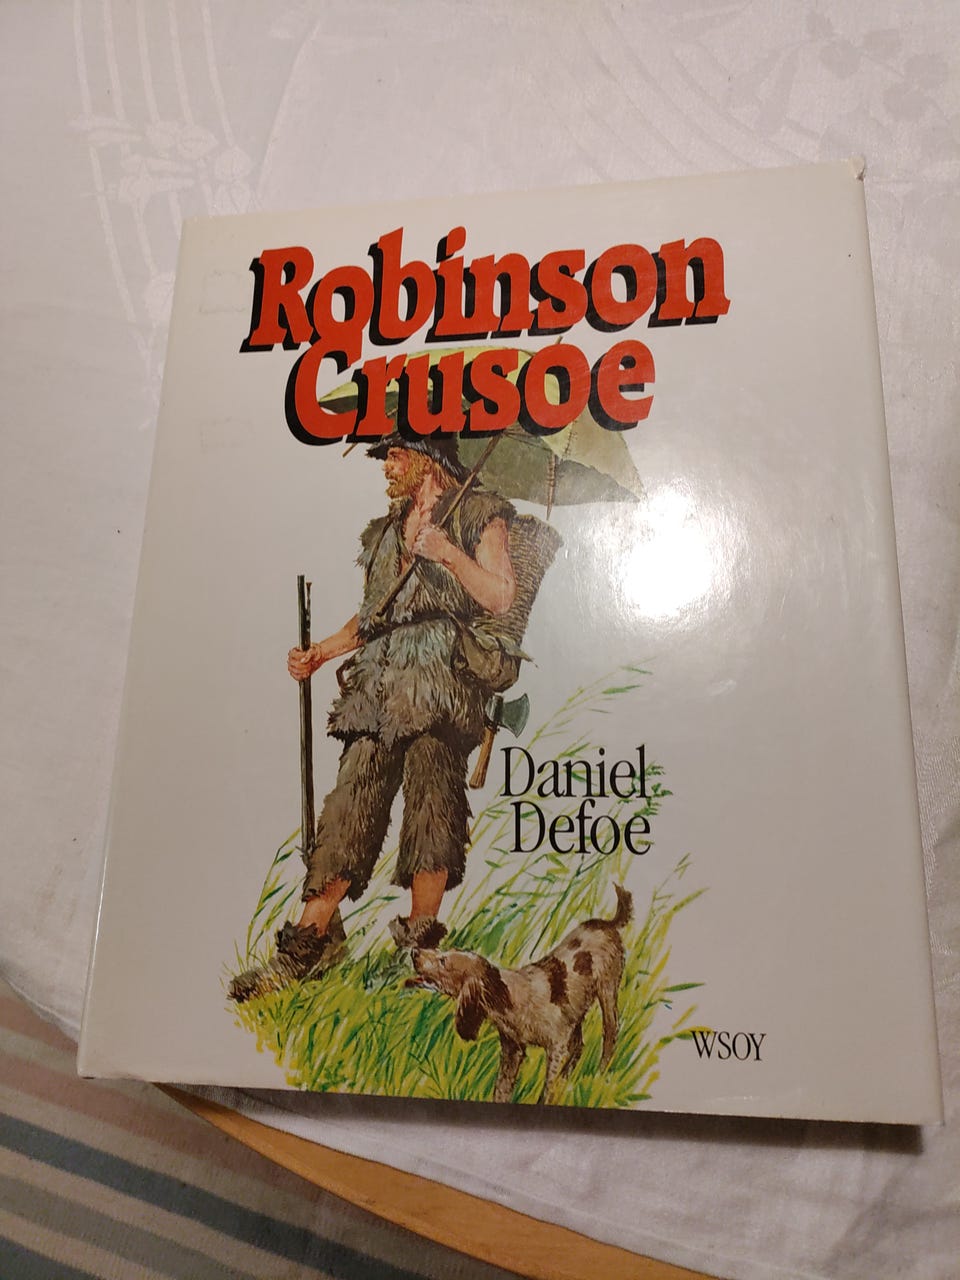 Robinson
Crusoe
Daniel
Defoe
WSOY